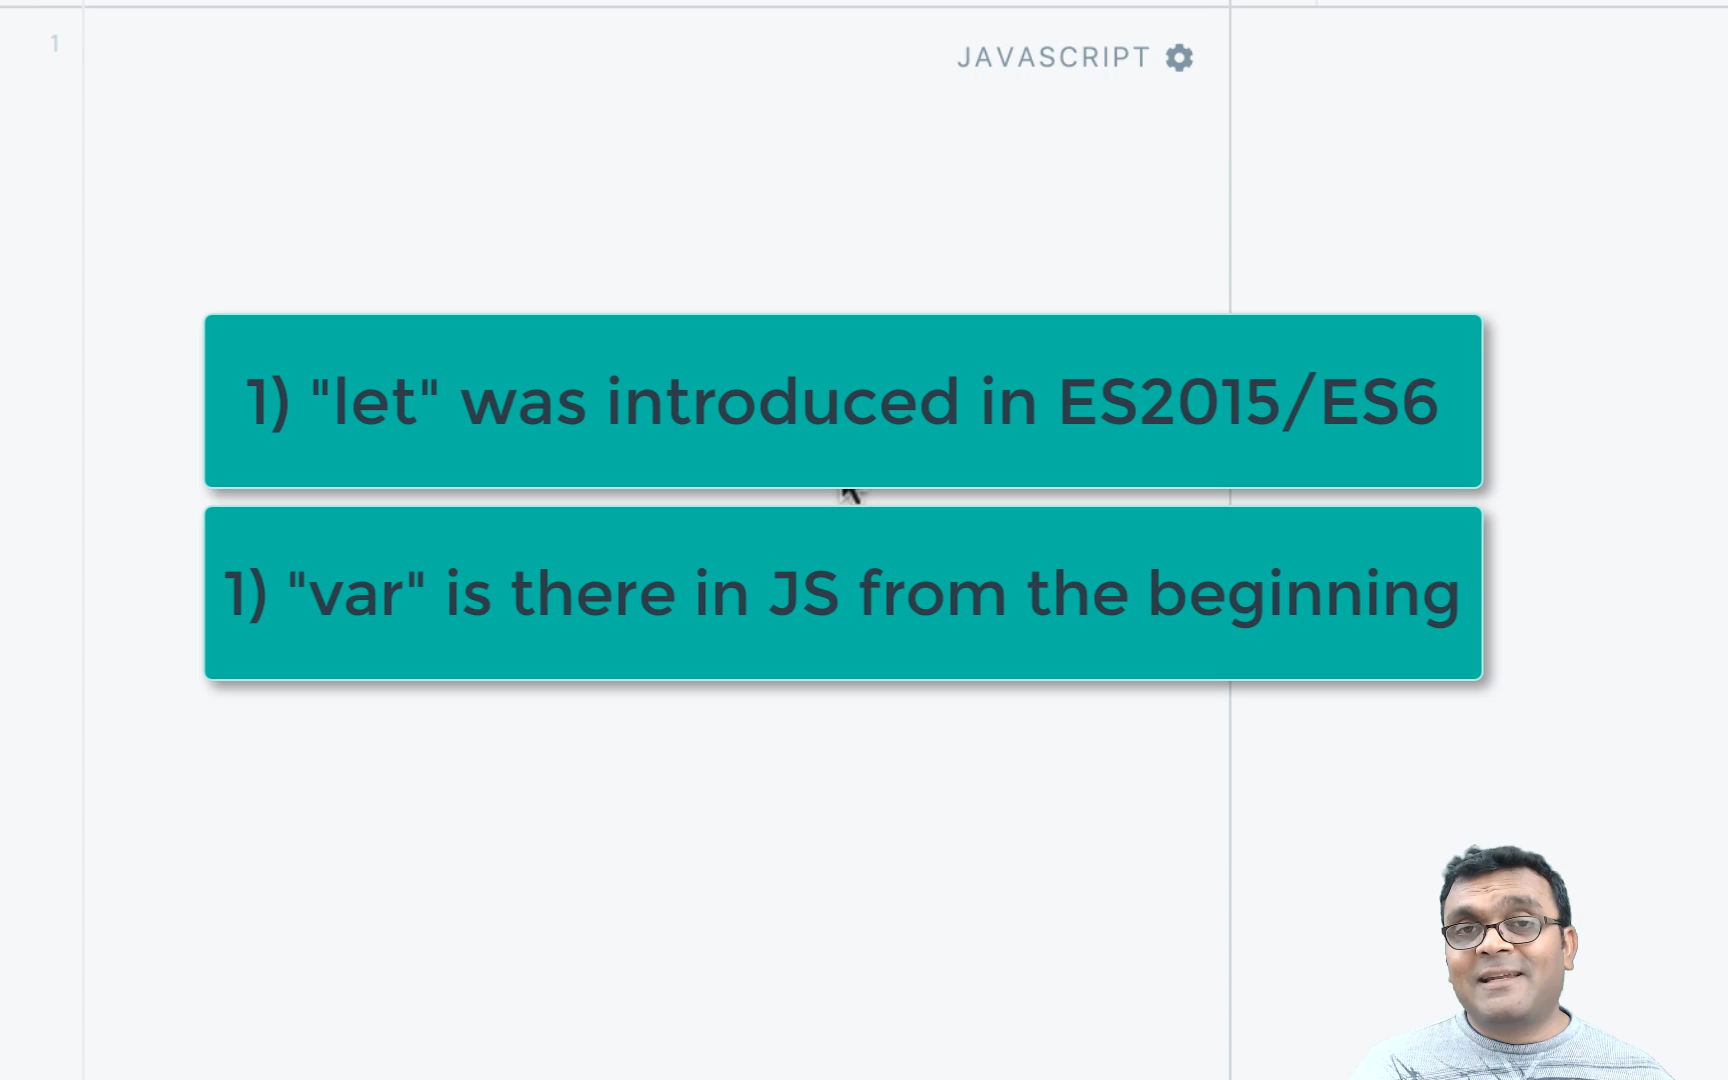 1
JAVASCRIPT
1) "let" was introduced in ES2015/ES6
1) "var" is there in JS from the beginning